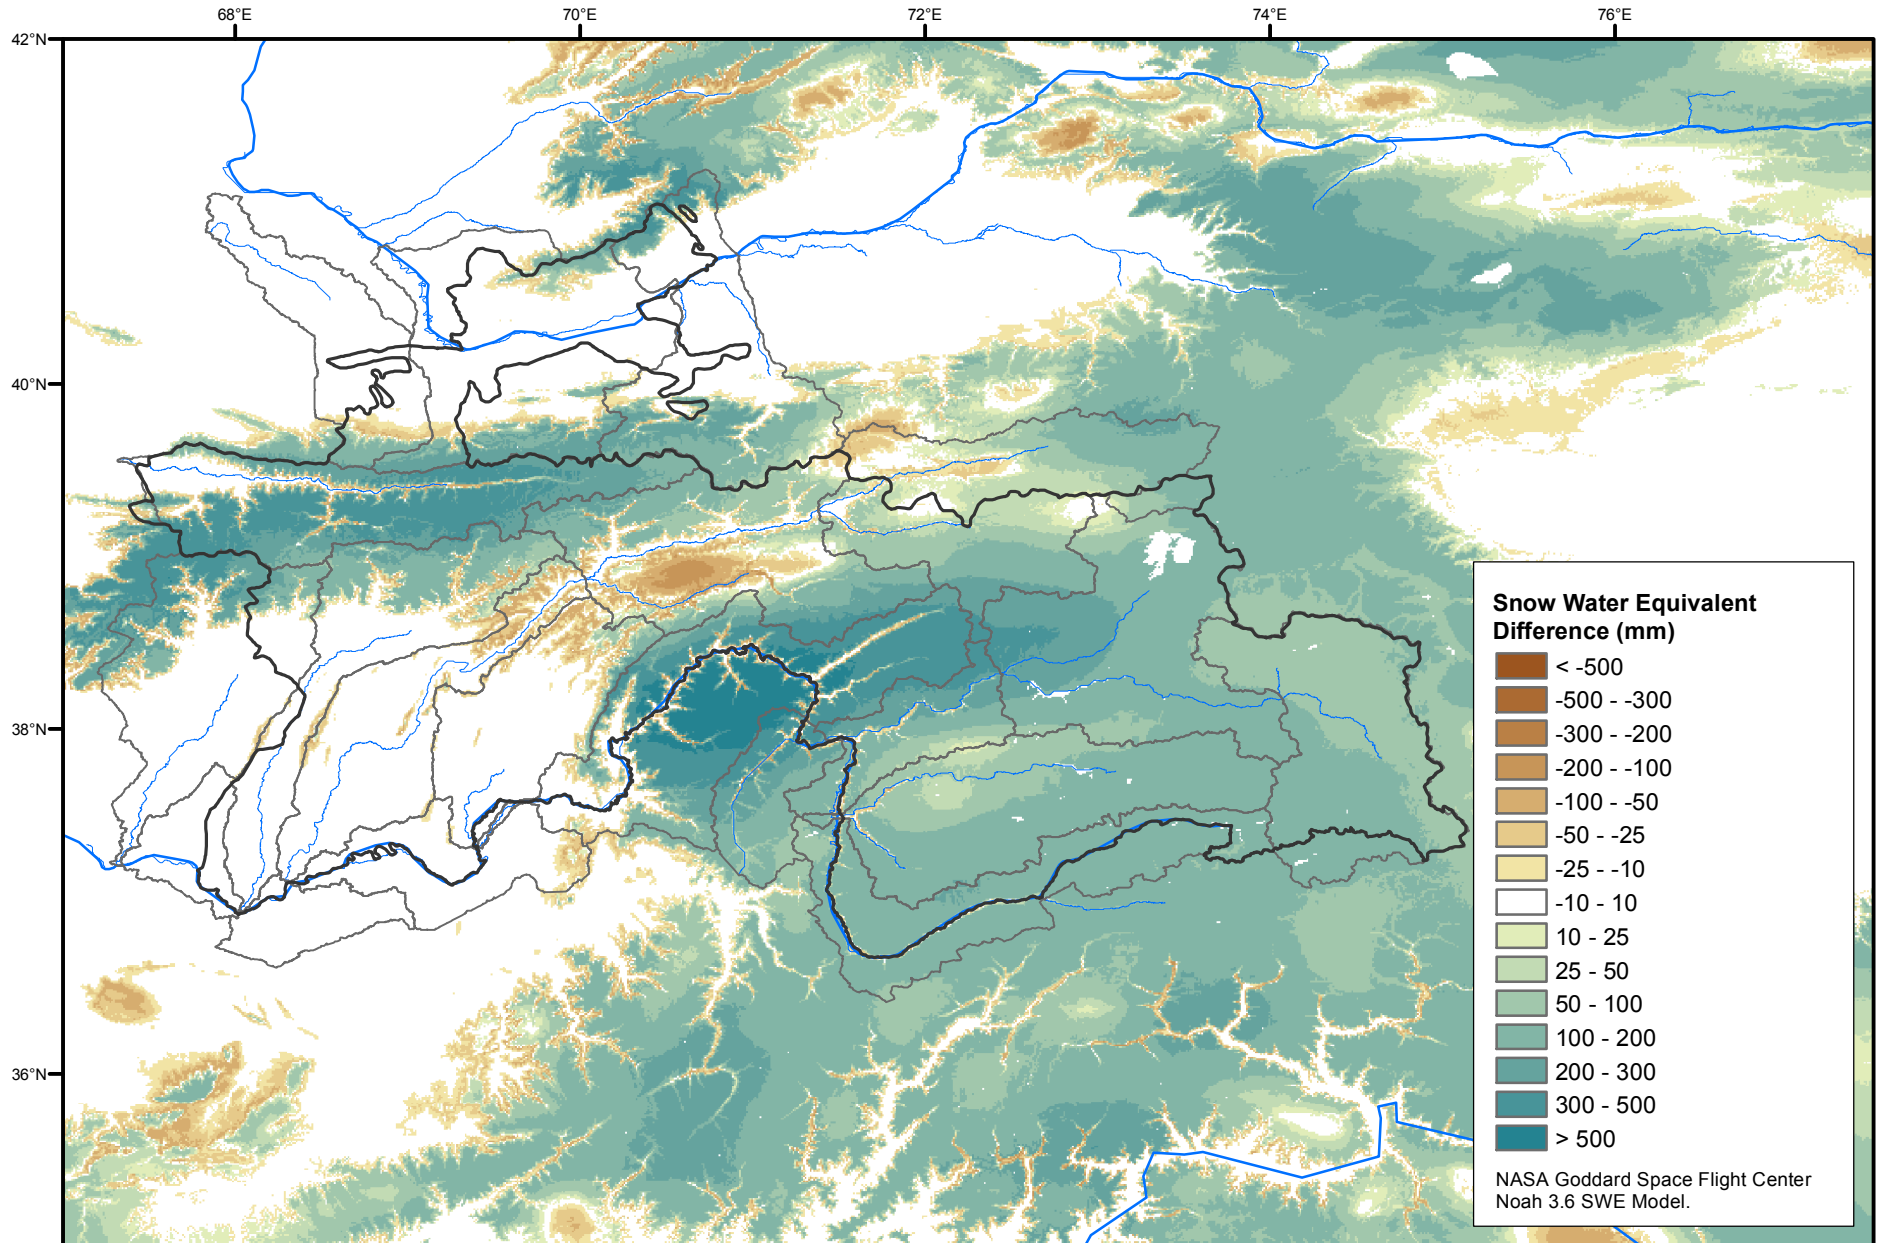 68°E 70°E 72°E 74°E 76°E
42°N
40°N
38°N
36°N
Snow Water Equivalent
Difference (mm)
< -500
-500 - -300
-300 - -200
-200 - -100
-100 - -50
-50 - -25
-25 - -10
-10 - 10
10 - 25
25 - 50
50 - 100
100 - 200
200 - 300
300 - 500
> 500
NASA Goddard Space Flight Center
Noah 3.6 SWE Model.